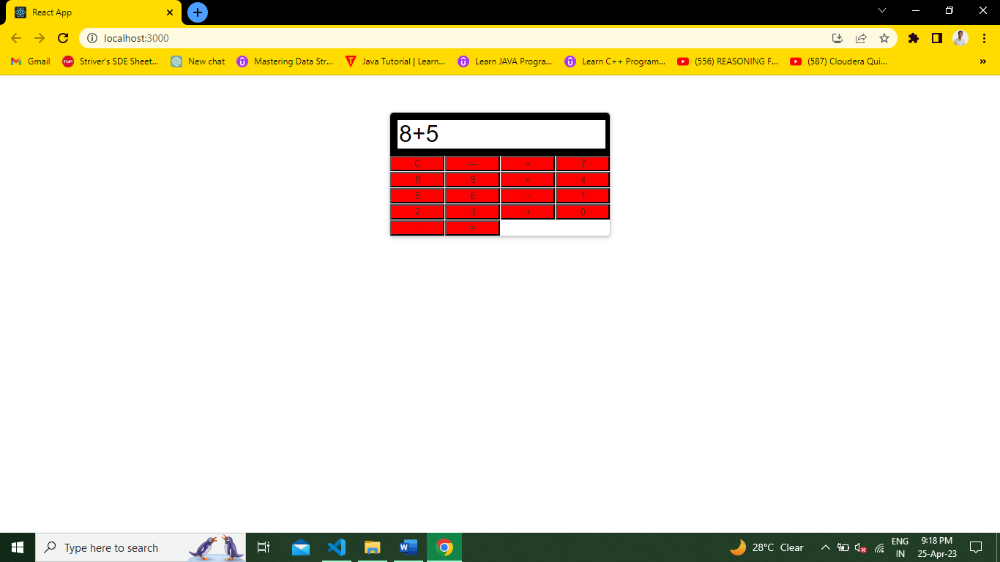 React App
localhost:3000
Gmail Striver's SDE Sheet... New chat Mastering Data Str... Java Tutorial | Learn... Learn JAVA Progra... Learn C++ Program... (556) REASONING F... (587) Cloudera Qui... »
8+5
C ← 7
8 9 × 4
5 6 - 1
2 3 + 0
=
Type here to search 28°C Clear ENG 9:18 PM
IN 25-Apr-23